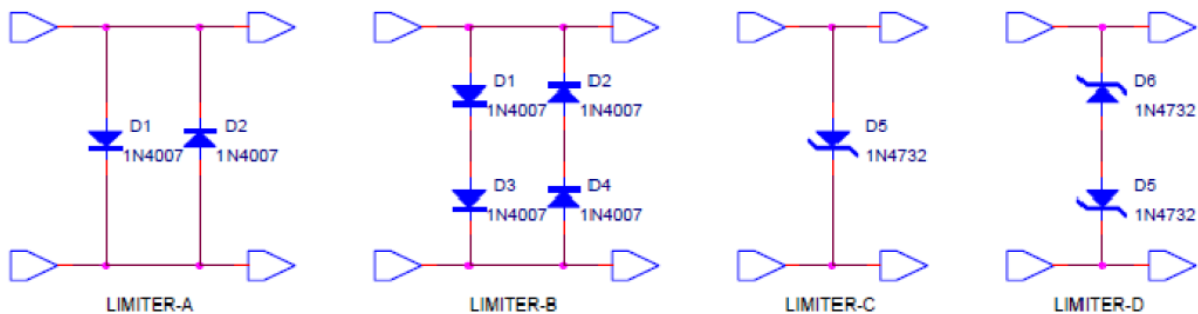 D1
1N4007
D2
1N4007
LIMITER-A
D1
1N4007
D2
1N4007
D3
1N4007
D4
1N4007
LIMITER-B
D5
1N4732
LIMITER-C
D6
1N4732
D5
1N4732
LIMITER-D